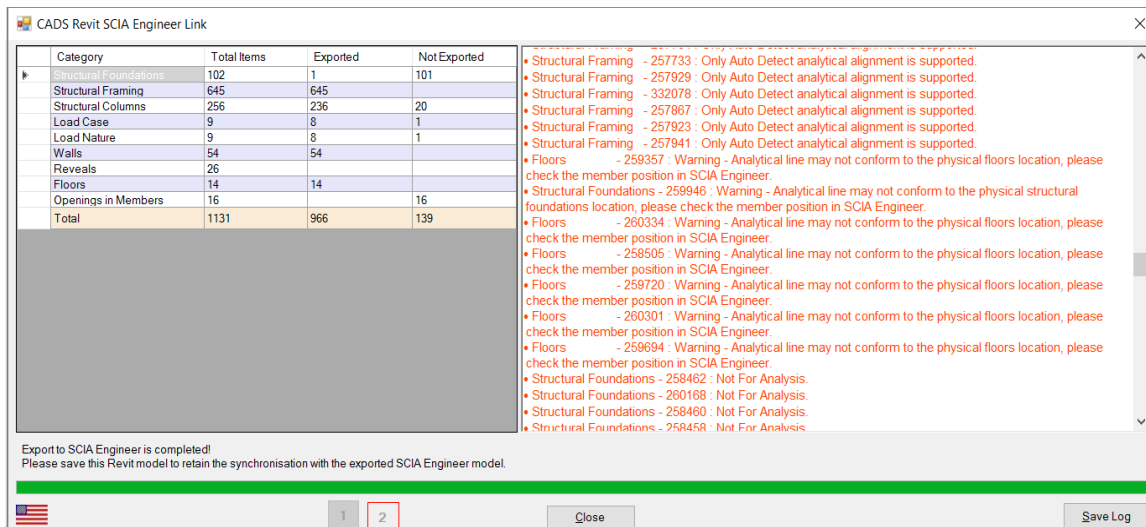 CADS Revit SCIA Engineer Link
Category Total Items Exported Not Exported
Structural Foundations 102 1 101
Structural Framing 645 645
Structural Columns 256 236 20
Load Case 9 8 1
Load Nature 9 8 1
Walls 54 54
Reveals 26
Floors 14 14
Openings in Members 16 16
Total 1131 966 139
• Structural Framing - 257733 : Only Auto Detect analytical alignment is supported.
• Structural Framing - 257929 : Only Auto Detect analytical alignment is supported.
• Structural Framing - 332078 : Only Auto Detect analytical alignment is supported.
• Structural Framing - 257867 : Only Auto Detect analytical alignment is supported.
• Structural Framing - 257923 : Only Auto Detect analytical alignment is supported.
• Structural Framing - 257941 : Only Auto Detect analytical alignment is supported.
• Floors - 259357 : Warning - Analytical line may not conform to the physical floors location, please
check the member position in SCIA Engineer.
• Structural Foundations - 259946 : Warning - Analytical line may not conform to the physical structural
foundations location, please check the member position in SCIA Engineer.
• Floors - 260334 : Warning - Analytical line may not conform to the physical floors location, please
check the member position in SCIA Engineer.
• Floors - 258505 : Warning - Analytical line may not conform to the physical floors location, please
check the member position in SCIA Engineer.
• Floors - 259720 : Warning - Analytical line may not conform to the physical floors location, please
check the member position in SCIA Engineer.
• Floors - 260301 : Warning - Analytical line may not conform to the physical floors location, please
check the member position in SCIA Engineer.
• Floors - 259694 : Warning - Analytical line may not conform to the physical floors location, please
check the member position in SCIA Engineer.
• Structural Foundations - 258462 : Not For Analysis.
• Structural Foundations - 260168 : Not For Analysis.
• Structural Foundations - 258460 : Not For Analysis.
• Structural Foundations - 258458 : Not For Analysis.
Export to SCIA Engineer is completed!
Please save this Revit model to retain the synchronisation with the exported SCIA Engineer model.
1 2 Close Save Log